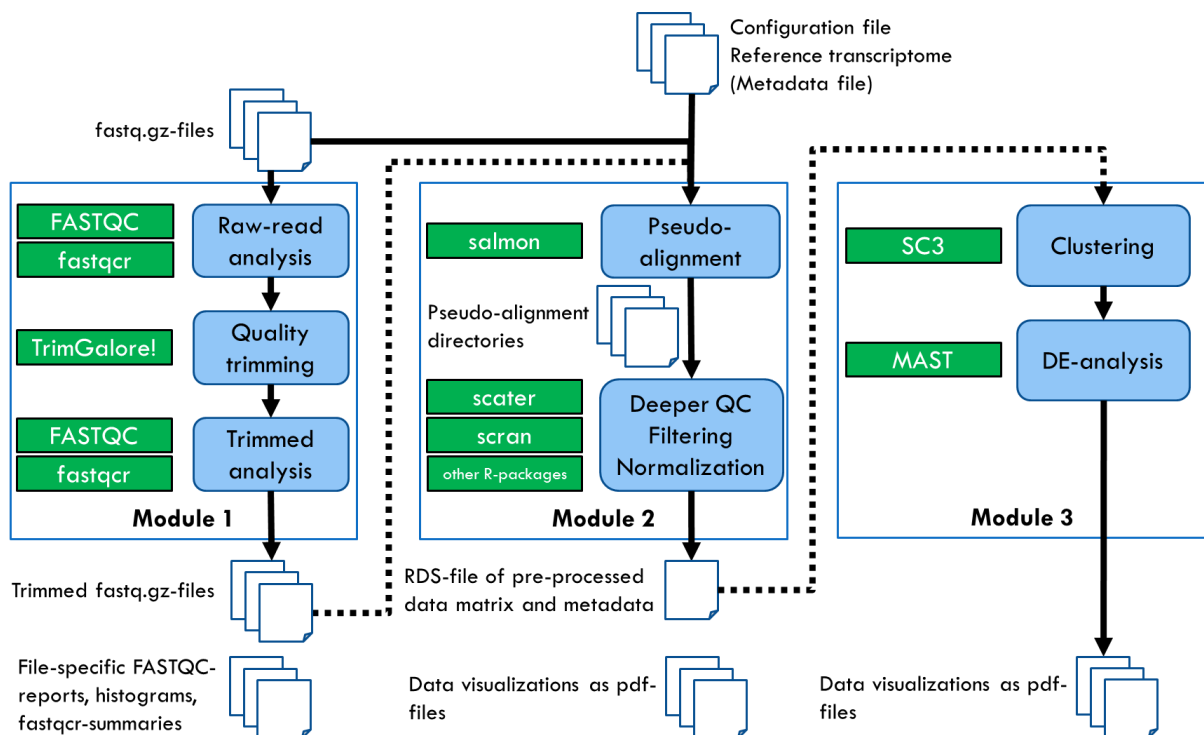 Configuration file
Reference transcriptome
(Metadata file)
fastq.gz-files
FASTQC
fastqcr
Raw-read
analysis
TrimGalore!
Quality
trimming
FASTQC
fastqcr
Trimmed
analysis
Module 1
Trimmed fastq.gz-files
File-specific FASTQC-
reports, histograms,
fastqcr-summaries
salmon
Pseudo-
alignment
Pseudo-alignment
directories
scater
scran
other R-packages
Deeper QC
Filtering
Normalization
Module 2
RDS-file of pre-processed
data matrix and metadata
Data visualizations as pdf-
files
SC3
Clustering
MAST
DE-analysis
Module 3
Data visualizations as pdf-
files